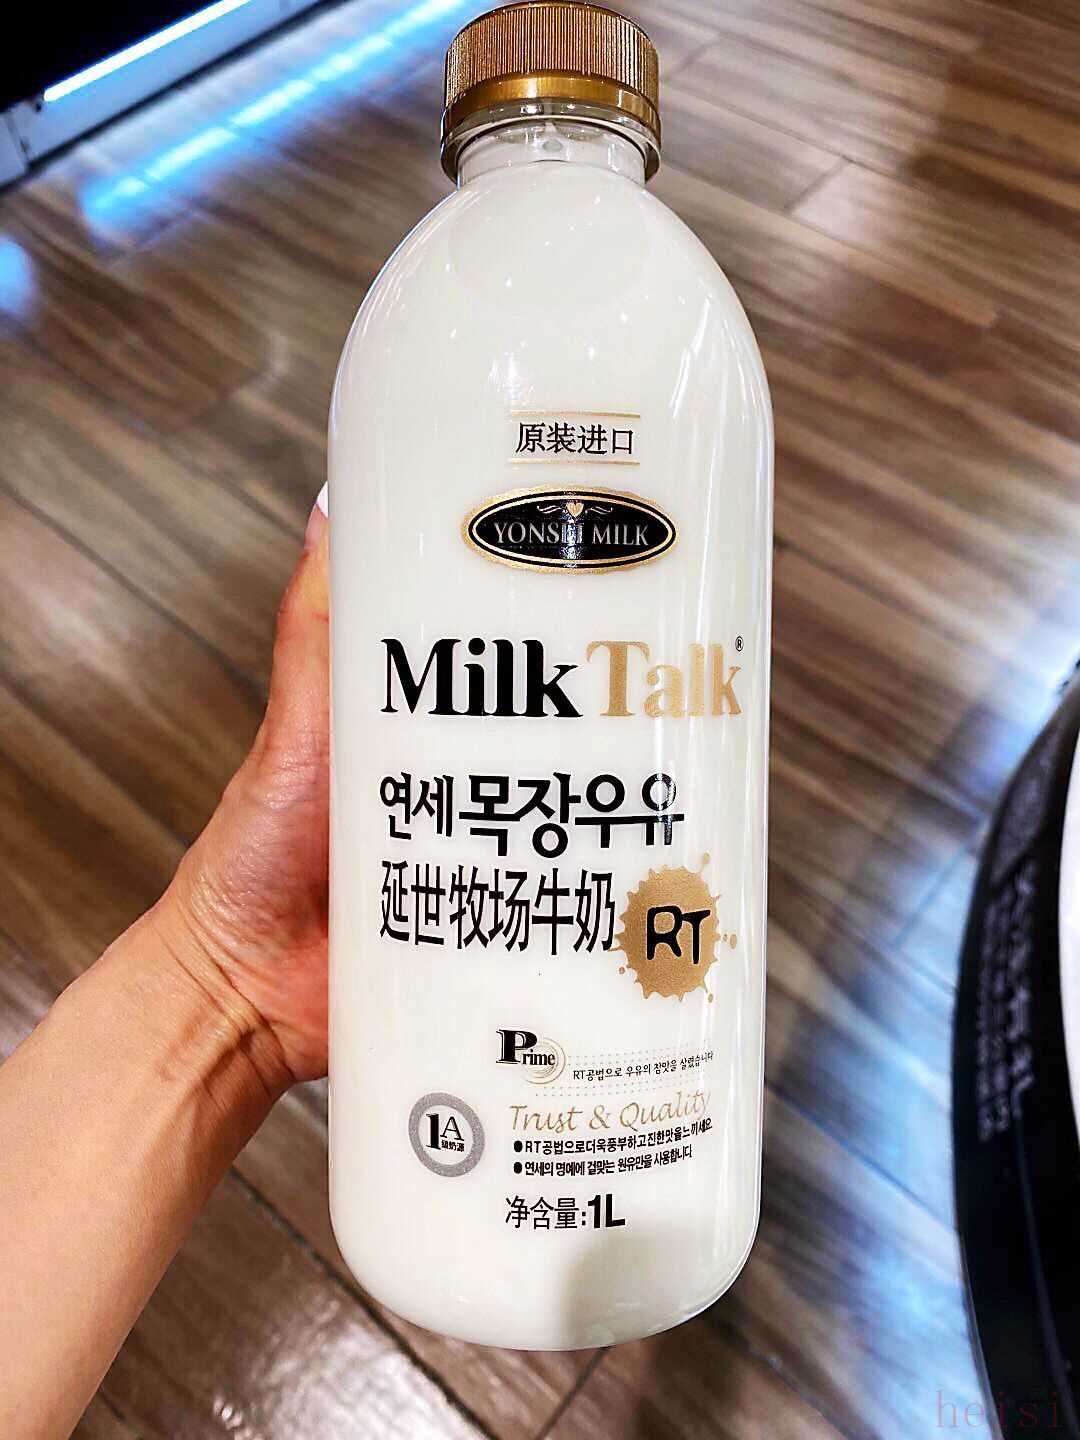 原装进口
YONSEI MILK
Milk Talk®
연세 목장우유
延世牧场牛奶
RT
Prime
RT공법으로 우유의 참맛을 살렸습니다
1A
级奶源
Trust & Quality
● RT공법으로 더욱 풍부하고 진한 맛을 느끼세요.
● 연세의 명예에 걸맞는 원유만을 사용합니다
净含量:1L
heisi